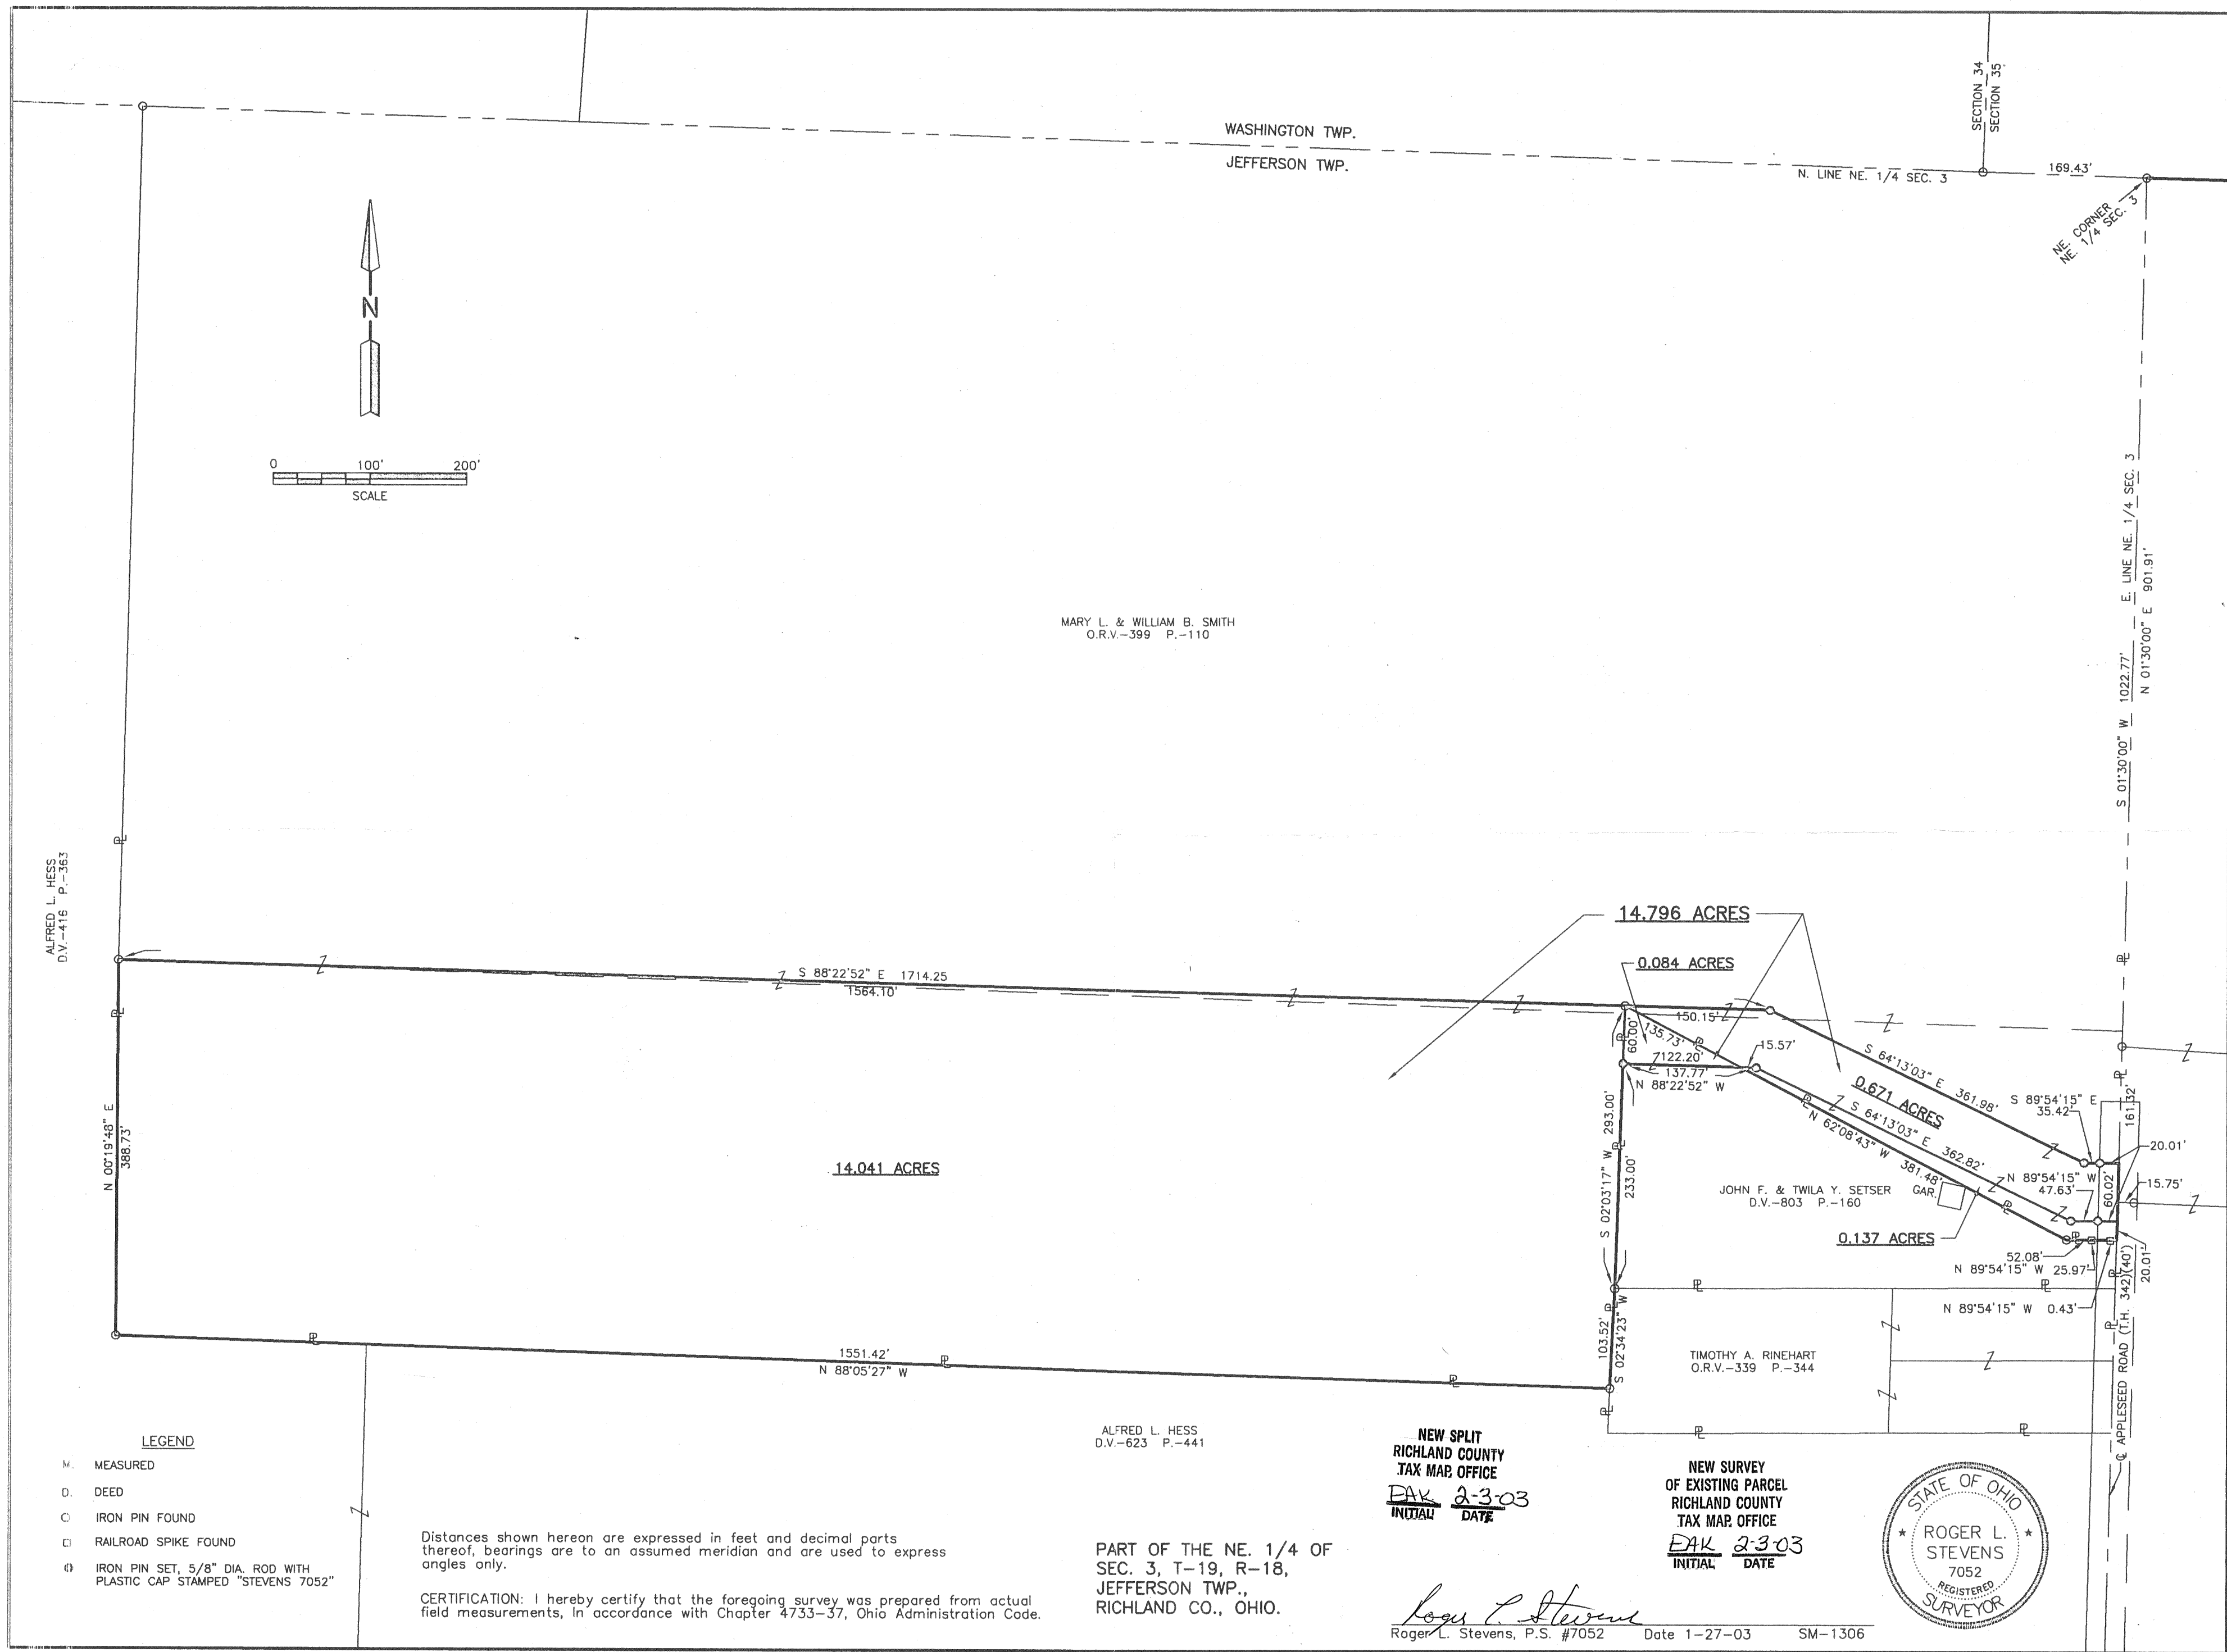 SECTION 34
SECTION 35
WASHINGTON TWP.
JEFFERSON TWP.
N. LINE NE. 1/4 SEC. 3
169.43'
NE. CORNER
NE. 1/4 SEC. 3
N
0 100' 200'
SCALE
MARY L. & WILLIAM B. SMITH
O.R.V.-399 P.-110
S 01°30'00" W 1022.77'
E. LINE NE. 1/4 SEC. 3
N 01°30'00" E 901.91'
ALFRED L. HESS
D.V.-416 P.-363
14.796 ACRES
0.084 ACRES
S 88°22'52" E 1714.25
1564.10'
150.15'
135.73'
60.00'
122.20'
15.57'
137.77'
N 88°22'52" W
S 64°13'03" E 361.98'
0.671 ACRES
S 64°13'03" E 362.82'
N 62°08'43" W 381.48'
S 89°54'15" E
35.42'
161.32'
20.01'
N 89°54'15" W
47.63'
60.02'
15.75'
N 00°19'48" E
388.73'
14.041 ACRES
S 02°03'17" W 293.00'
233.00'
JOHN F. & TWILA Y. SETSER
D.V.-803 P.-160
GAR.
0.137 ACRES
52.08'
N 89°54'15" W 25.97'
20.01'
N 89°54'15" W 0.43'
103.52'
S 02°34'23" W
1551.42'
N 88°05'27" W
TIMOTHY A. RINEHART
O.R.V.-339 P.-344
℄ APPLESEED ROAD (T.H. 342)(40')
ALFRED L. HESS
D.V.-623 P.-441
LEGEND
M. MEASURED
D. DEED
IRON PIN FOUND
RAILROAD SPIKE FOUND
IRON PIN SET, 5/8" DIA. ROD WITH
PLASTIC CAP STAMPED "STEVENS 7052"
Distances shown hereon are expressed in feet and decimal parts
thereof, bearings are to an assumed meridian and are used to express
angles only.
CERTIFICATION: I hereby certify that the foregoing survey was prepared from actual
field measurements, In accordance with Chapter 4733-37, Ohio Administration Code.
PART OF THE NE. 1/4 OF
SEC. 3, T-19, R-18,
JEFFERSON TWP.,
RICHLAND CO., OHIO.
NEW SPLIT
RICHLAND COUNTY
TAX MAP OFFICE
EAK 2-3-03
INITIAL DATE
NEW SURVEY
OF EXISTING PARCEL
RICHLAND COUNTY
TAX MAP OFFICE
EAK 2-3-03
INITIAL DATE
Roger L. Stevens
Roger L. Stevens, P.S. #7052 Date 1-27-03 SM-1306
STATE OF OHIO
ROGER L.
STEVENS
7052
REGISTERED
SURVEYOR